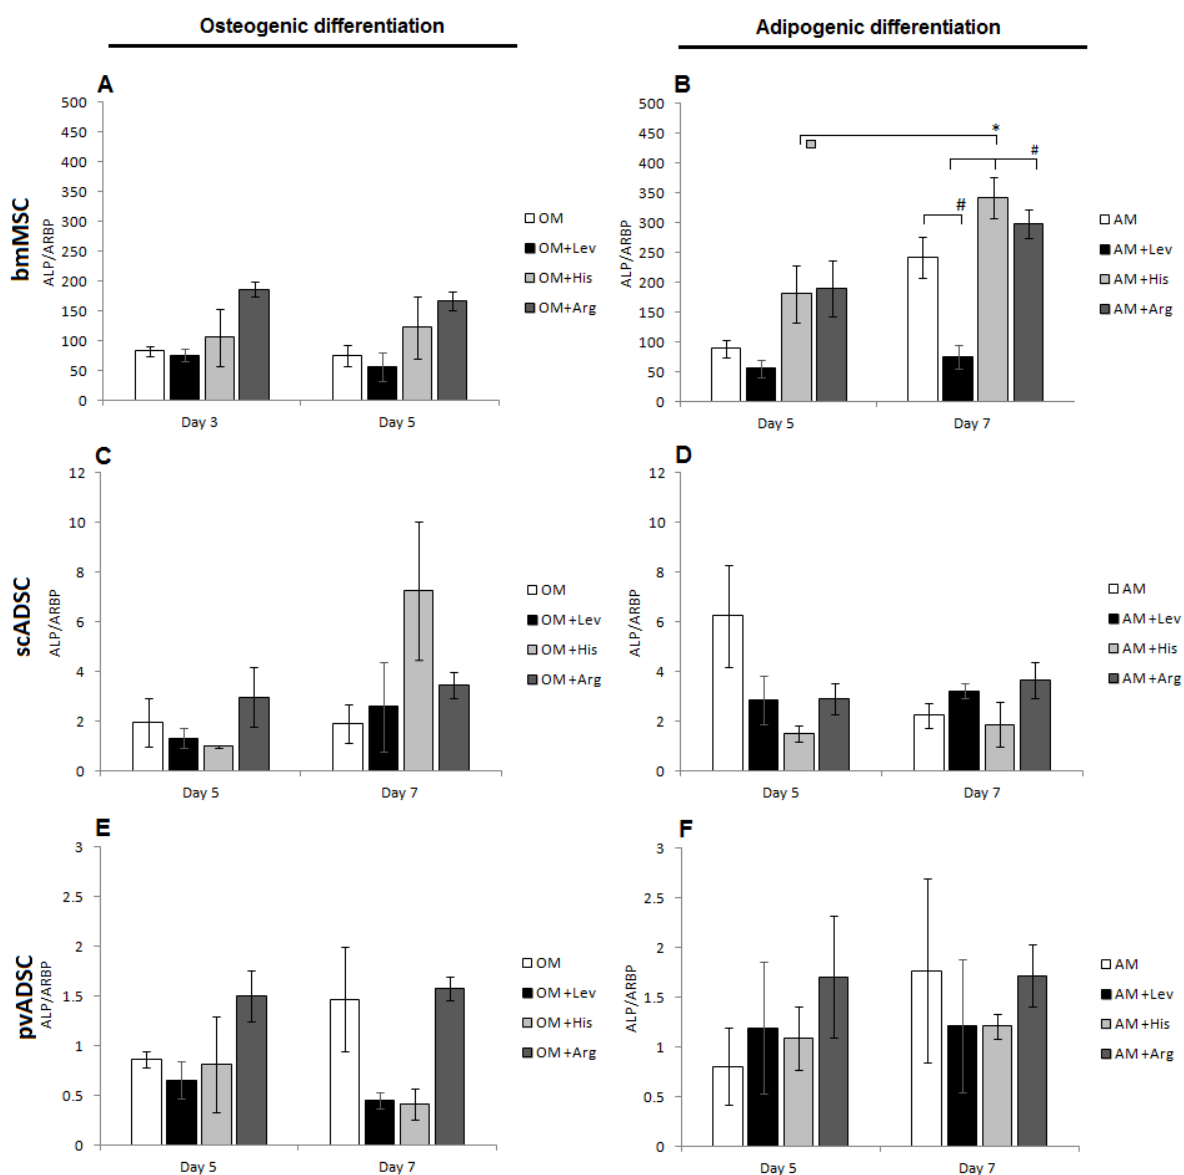 Osteogenic differentiation
Adipogenic differentiation
A
500
450
400
350
300
250
200
150
100
50
0
bmMSC
ALP/ARBP
Day 3
Day 5
OM
OM+Lev
OM+His
OM+Arg
B
500
450
400
350
300
250
200
150
100
50
0
ALP/ARBP
*
#
#
Day 5
Day 7
AM
AM+Lev
AM+His
AM+Arg
C
12
10
8
6
4
2
0
scADSC
ALP/ARBP
Day 5
Day 7
OM
OM+Lev
OM+His
OM+Arg
D
12
10
8
6
4
2
0
ALP/ARBP
Day 5
Day 7
AM
AM+Lev
AM+His
AM+Arg
E
3
2.5
2
1.5
1
0.5
0
pvADSC
ALP/ARBP
Day 5
Day 7
OM
OM+Lev
OM+His
OM+Arg
F
3
2.5
2
1.5
1
0.5
0
ALP/ARBP
Day 5
Day 7
AM
AM+Lev
AM+His
AM+Arg